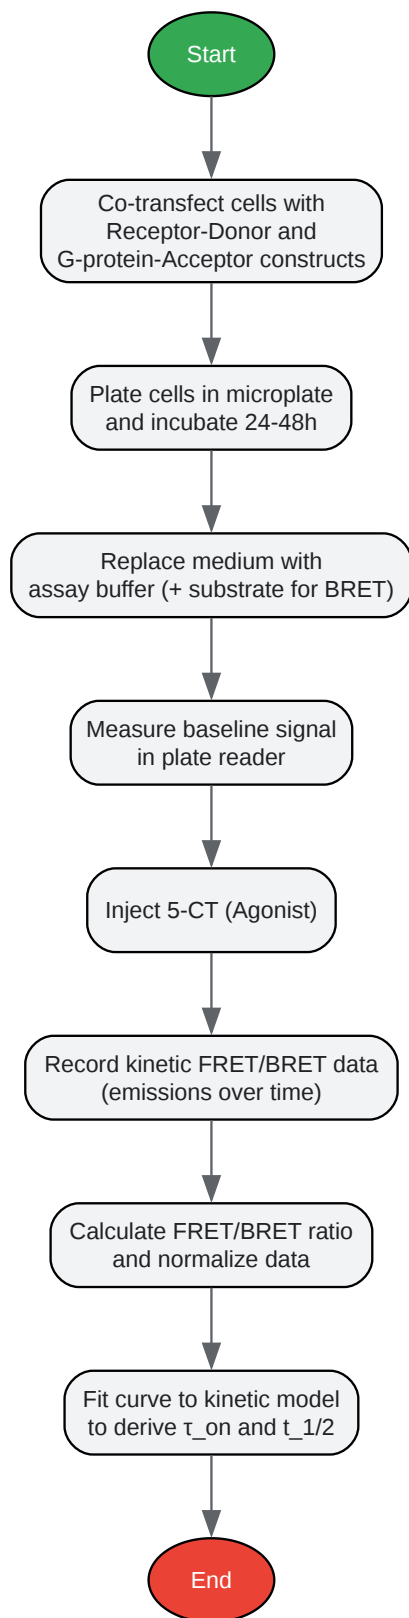 Start
Co-transfect cells with
Receptor-Donor and
G-protein-Acceptor constructs
Plate cells in microplate
and incubate 24-48h
Replace medium with
assay buffer (+ substrate for BRET)
Measure baseline signal
in plate reader
Inject 5-CT (Agonist)
Record kinetic FRET/BRET data
(emissions over time)
Calculate FRET/BRET ratio
and normalize data
Fit curve to kinetic model
to derive τ_on and t_1/2
End